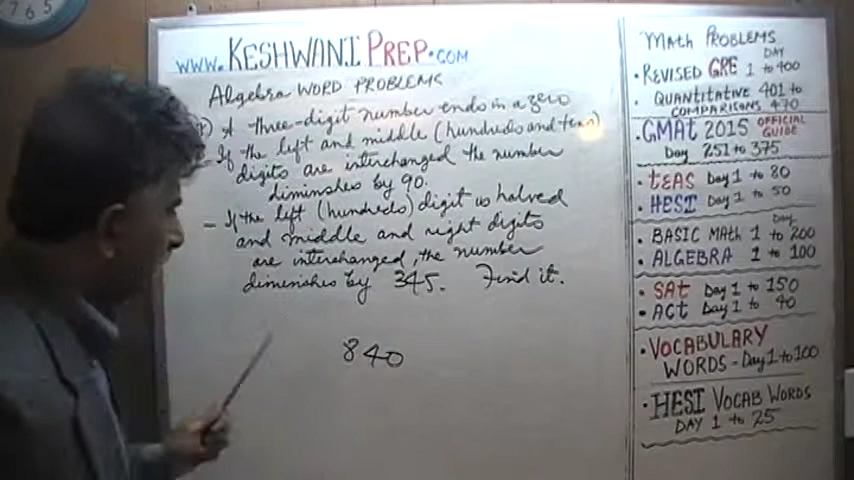 7 6 5
WWW.KESHWANI PREP.COM
Algebra WORD PROBLEMS
A three-digit number ends in a zero
- If the left and middle (hundreds and tens)
digits are interchanged the number
diminshes by 90.
- If the left (hundreds) digit is halved
and middle and right digits
are interchanged, the number
diminishes by 345. Find it.
840
Math PROBLEMS
DAY
• REVISED GRE 1 to 400
• QUANTITATIVE 401 to
COMPARISONS 470
• GMAT 2015 OFFICIAL GUIDE
Day 251 to 375
• TEAS Day 1 to 80
• HESI Day 1 to 50
Day
• BASIC MATH 1 to 200
• ALGEBRA 1 to 100
• SAT Day 1 to 150
• ACT Day 1 to 40
• VOCABULARY
WORDS - Day 1 to 100
• HESI VOCAB WORDS
DAY 1 to 25